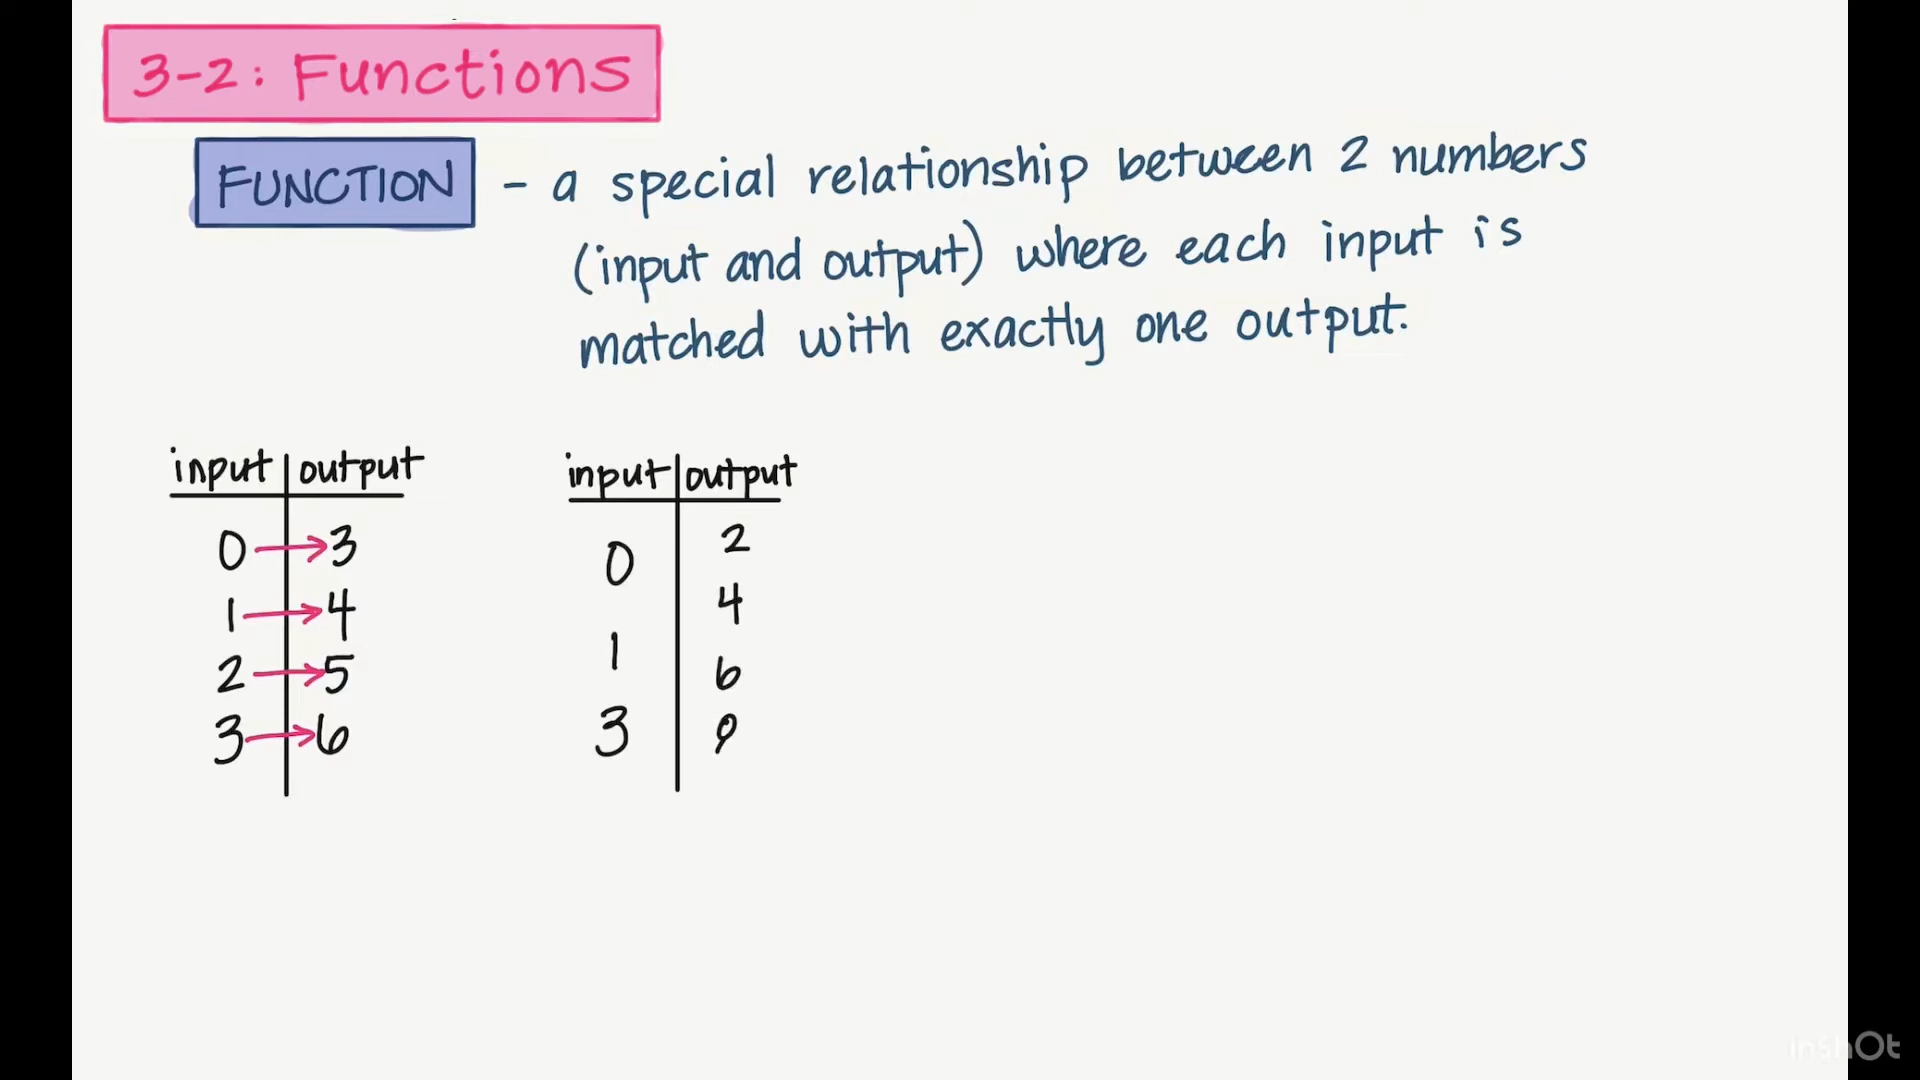 3-2: Functions
FUNCTION - a special relationship between 2 numbers
(input and output) where each input is
matched with exactly one output.
input output
0 → 3
1 → 4
2 → 5
3 → 6
input output
0 2
4
1 6
3
InShOt